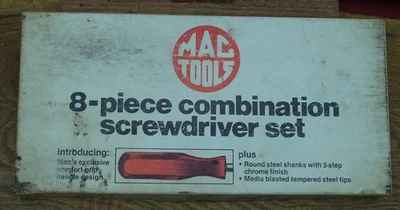 MAC
TOOLS
8-piece combination
screwdriver set
introducing:
Mac's exclusive
comfort-grip
handle design
plus
• Round steel shanks with 3-step
chrome finish
• Media blasted tempered steel tips